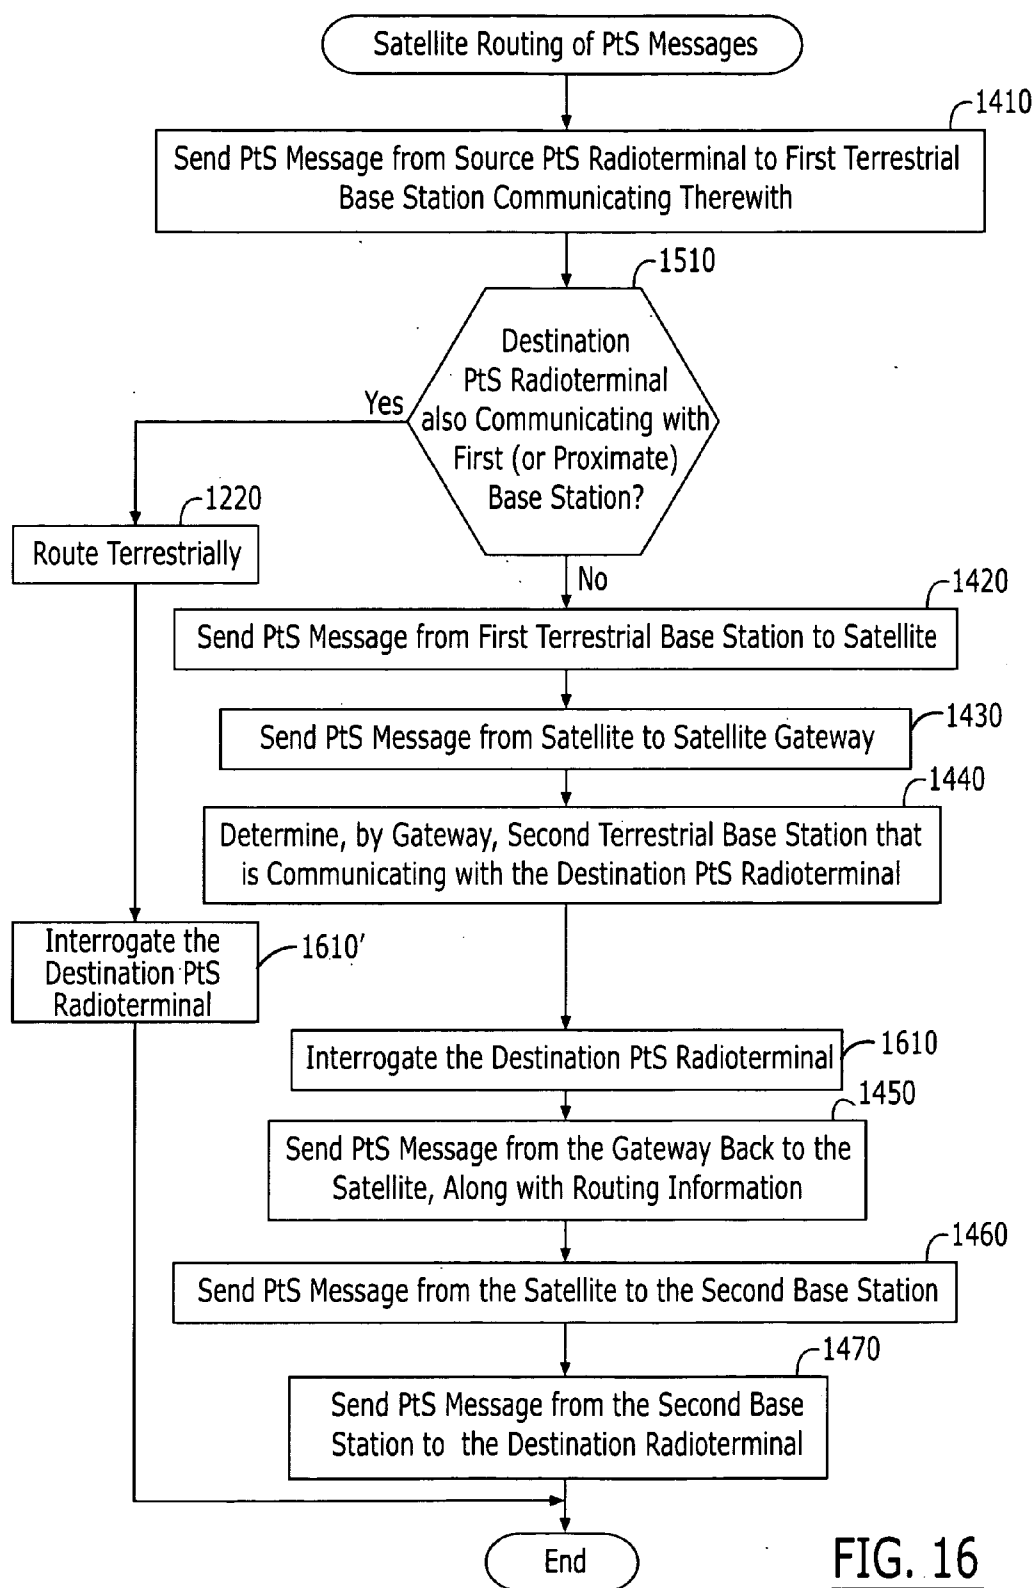 Satellite Routing of PtS Messages
1410
Send PtS Message from Source PtS Radioterminal to First Terrestrial
Base Station Communicating Therewith
1510
Destination
PtS Radioterminal
also Communicating with
First (or Proximate)
Base Station?
Yes
No
1220
Route Terrestrially
1420
Send PtS Message from First Terrestrial Base Station to Satellite
1430
Send PtS Message from Satellite to Satellite Gateway
1440
Determine, by Gateway, Second Terrestrial Base Station that
is Communicating with the Destination PtS Radioterminal
Interrogate the
Destination PtS
Radioterminal
1610'
Interrogate the Destination PtS Radioterminal
1610
1450
Send PtS Message from the Gateway Back to the
Satellite, Along with Routing Information
1460
Send PtS Message from the Satellite to the Second Base Station
1470
Send PtS Message from the Second Base
Station to the Destination Radioterminal
End
FIG. 16